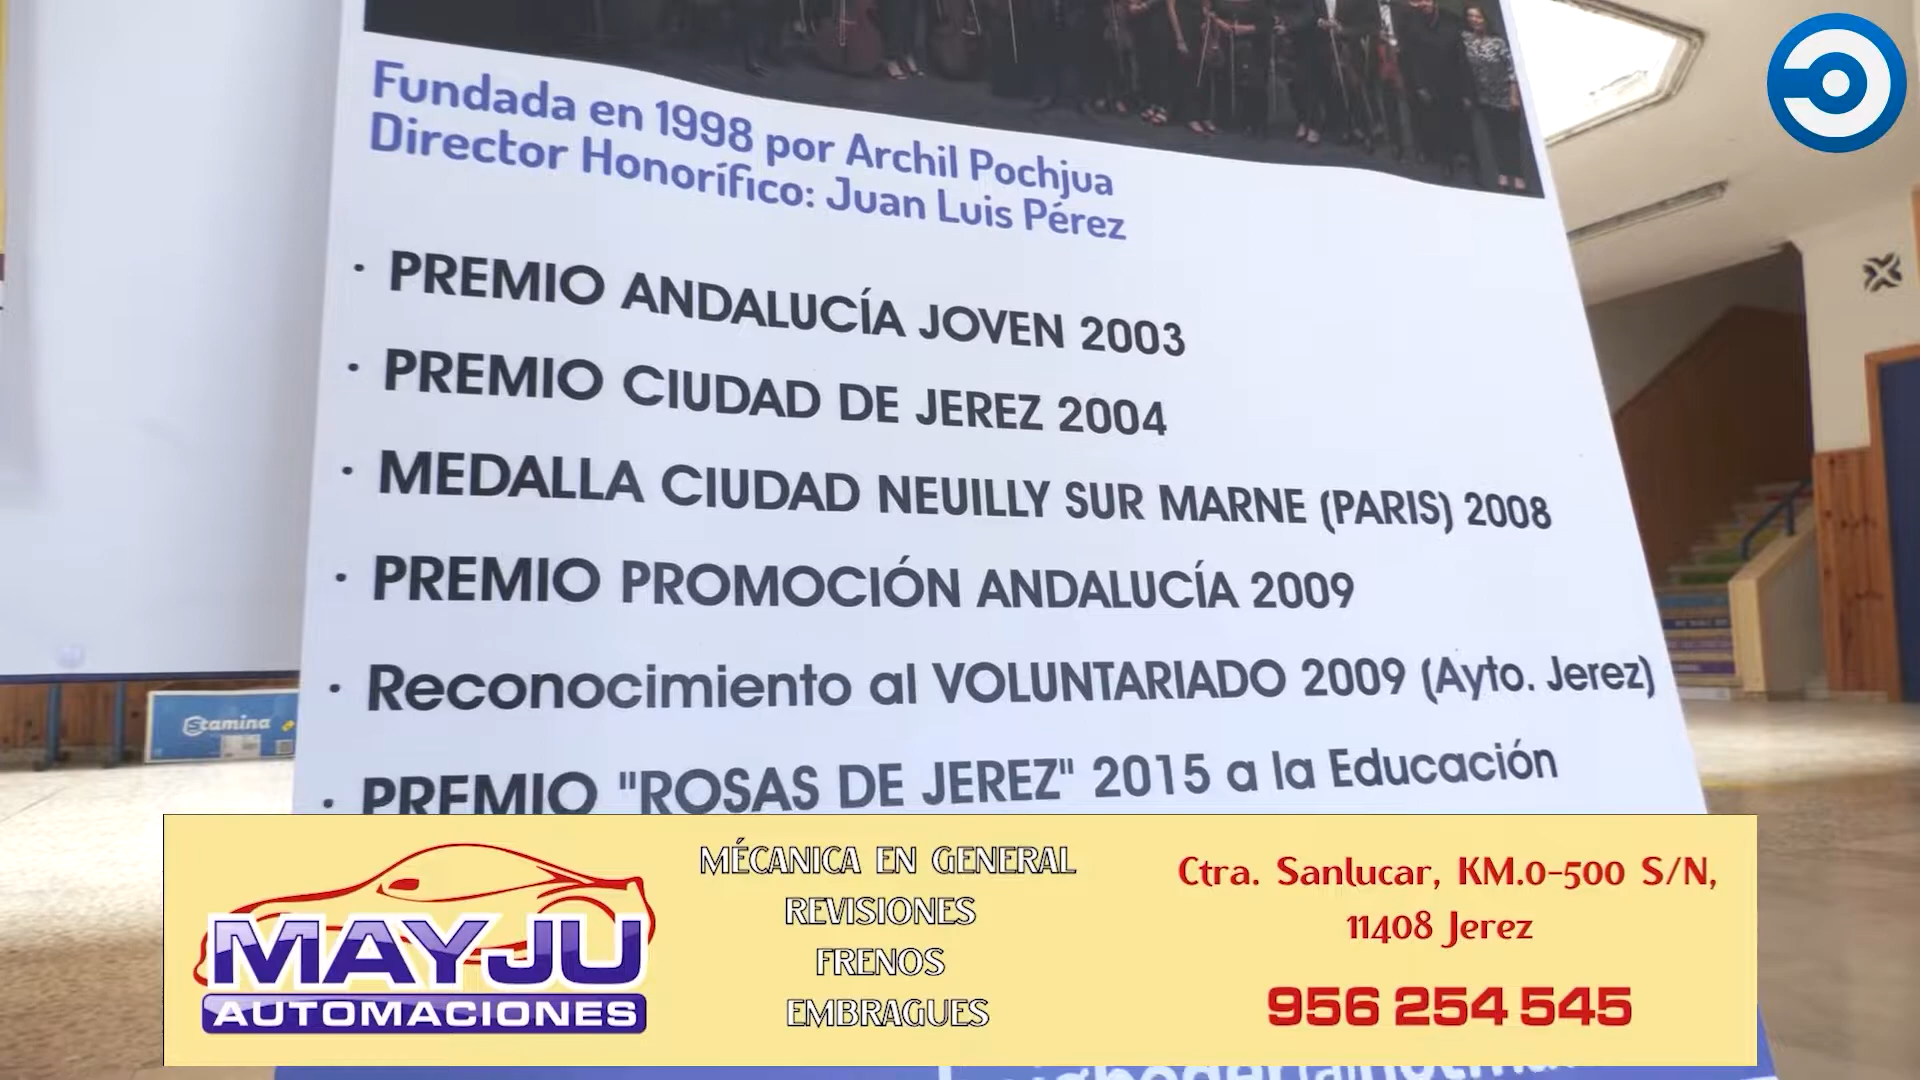 Fundada en 1998 por Archil Pochjua
Director Honorífico: Juan Luis Pérez
· PREMIO ANDALUCÍA JOVEN 2003
· PREMIO CIUDAD DE JEREZ 2004
· MEDALLA CIUDAD NEUILLY SUR MARNE (PARIS) 2008
· PREMIO PROMOCIÓN ANDALUCÍA 2009
· Reconocimiento al VOLUNTARIADO 2009 (Ayto. Jerez)
· PREMIO "ROSAS DE JEREZ" 2015 a la Educación
Stamina
MAYJU
AUTOMACIONES
MÉCANICA EN GENERAL
REVISIONES
FRENOS
EMBRAGUES
Ctra. Sanlucar, KM.0-500 S/N,
11408 Jerez
956 254 545